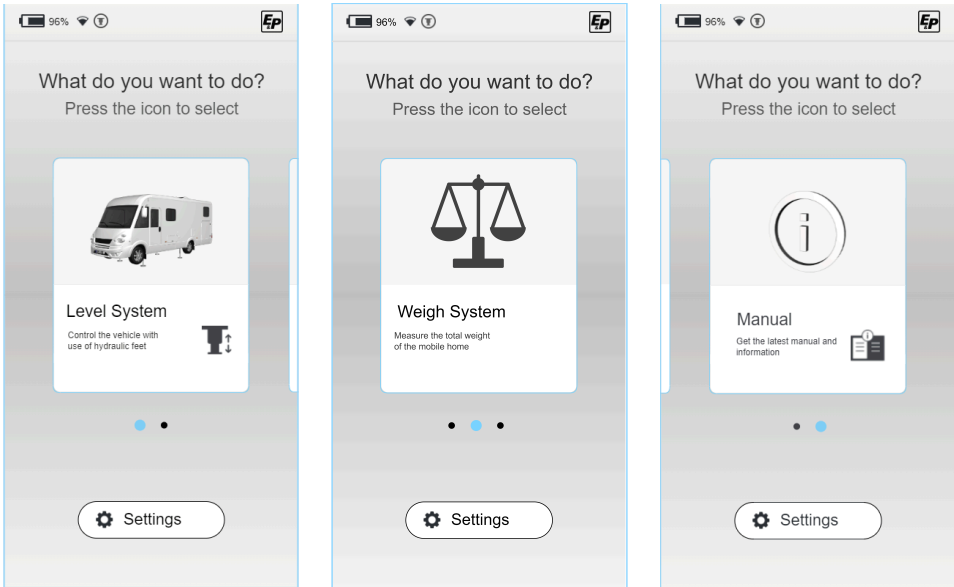 96%
E.P
What do you want to do?
Press the icon to select
Level System
Control the vehicle with
use of hydraulic feet
Settings
96%
E.P
What do you want to do?
Press the icon to select
Weigh System
Measure the total weight
of the mobile home
Settings
96%
E.P
What do you want to do?
Press the icon to select
i
Manual
Get the latest manual and
information
i
Settings